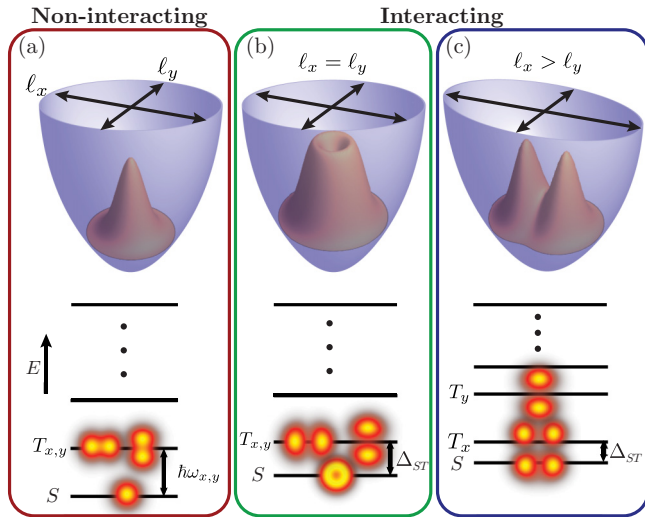 Non-interacting
Interacting
(a)
ℓx
ℓy
E
Tx,y
S
ħωx,y
(b)
ℓx = ℓy
Tx,y
S
ΔST
(c)
ℓx > ℓy
Ty
Tx
S
ΔST